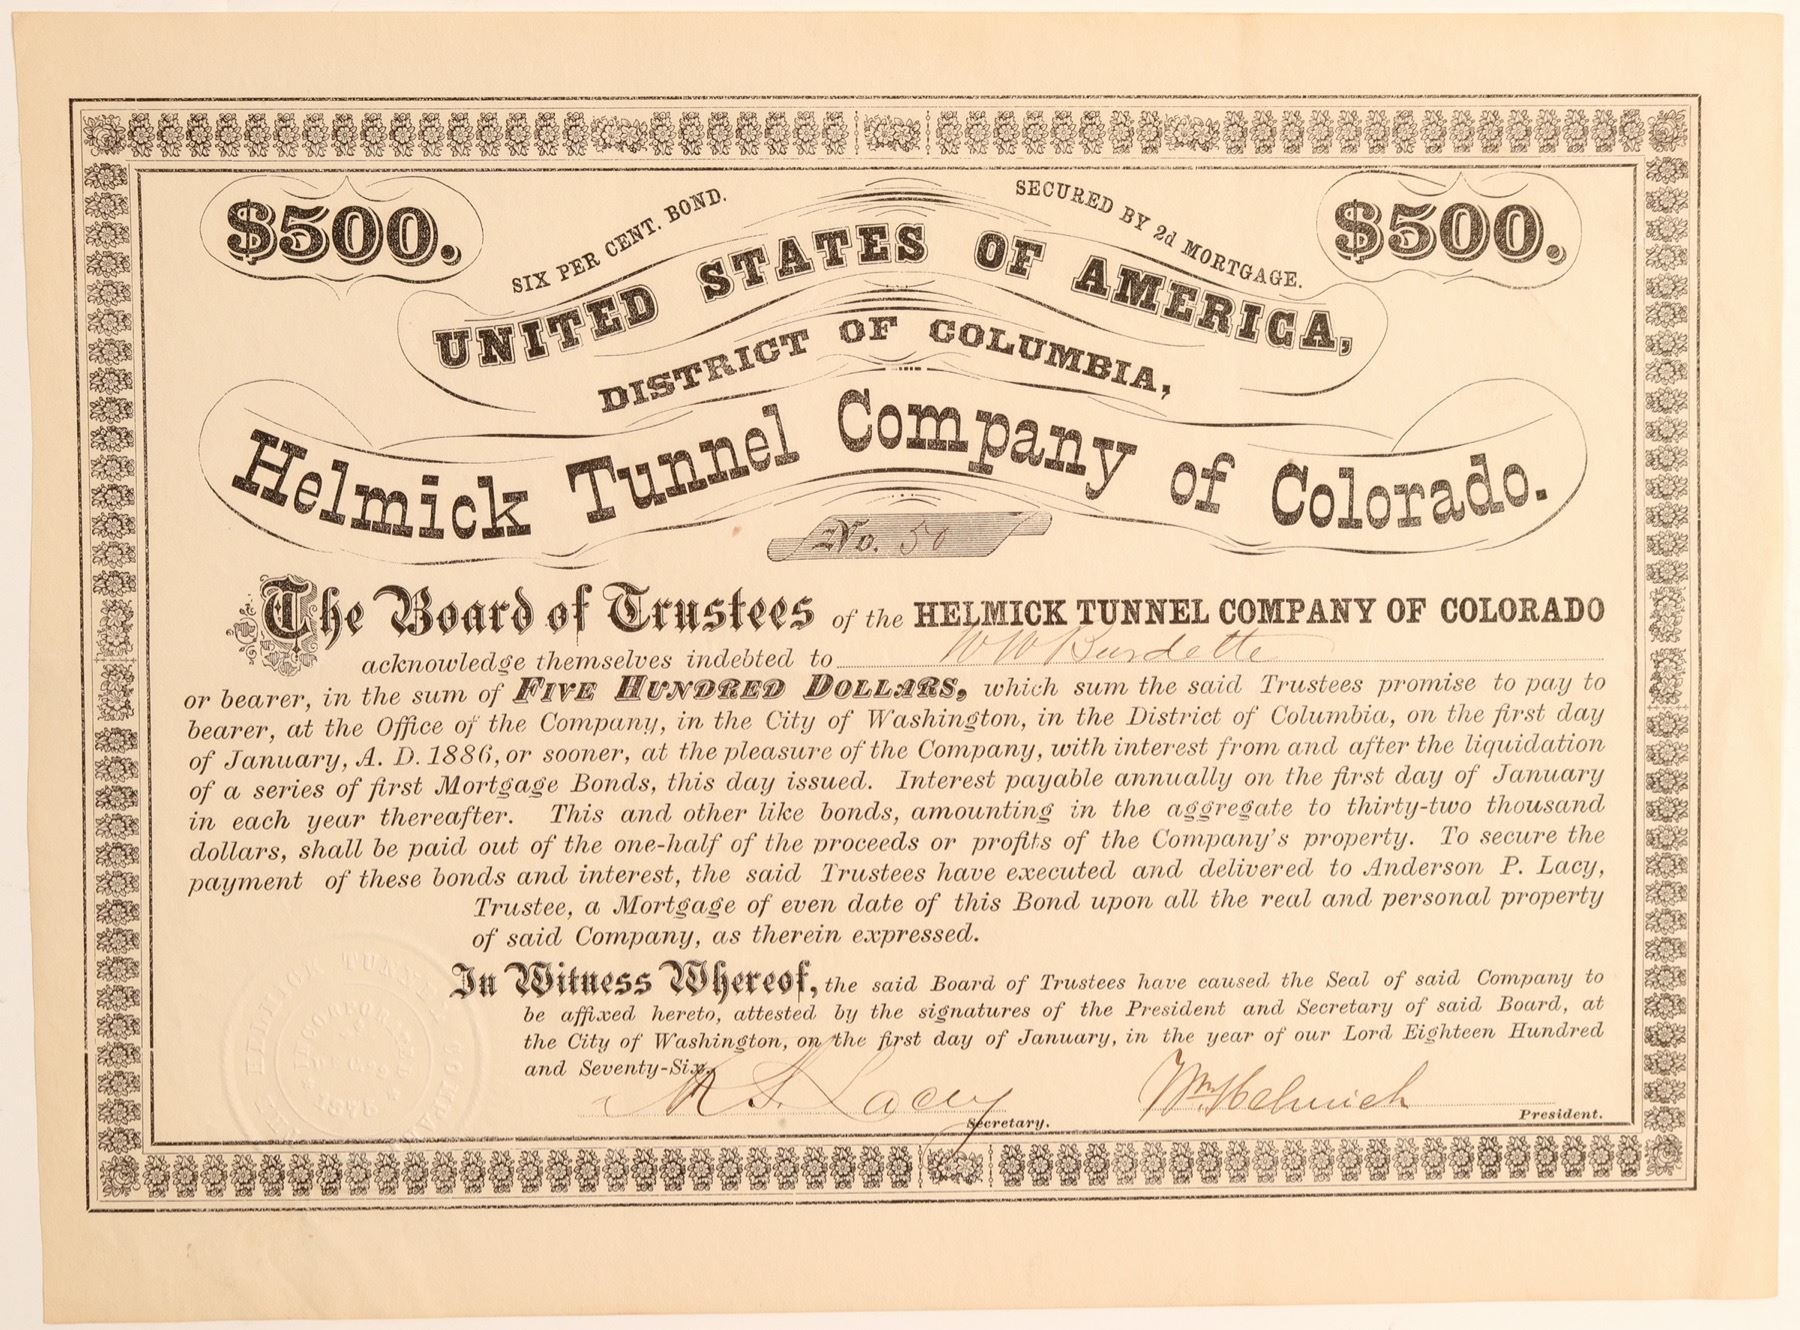 $500.
SIX PER CENT. BOND.
SECURED BY 2d MORTGAGE.
$500.
UNITED STATES OF AMERICA,
DISTRICT OF COLUMBIA,
Helmick Tunnel Company of Colorado.
No. 50
The Board of Trustees of the HELMICK TUNNEL COMPANY OF COLORADO
acknowledge themselves indebted to W W Burdette
or bearer, in the sum of FIVE HUNDRED DOLLARS, which sum the said Trustees promise to pay to
bearer, at the Office of the Company, in the City of Washington, in the District of Columbia, on the first day
of January, A. D. 1886, or sooner, at the pleasure of the Company, with interest from and after the liquidation
of a series of first Mortgage Bonds, this day issued. Interest payable annually on the first day of January
in each year thereafter. This and other like bonds, amounting in the aggregate to thirty-two thousand
dollars, shall be paid out of the one-half of the proceeds or profits of the Company's property. To secure the
payment of these bonds and interest, the said Trustees have executed and delivered to Anderson P. Lacy,
Trustee, a Mortgage of even date of this Bond upon all the real and personal property
of said Company, as therein expressed.
In Witness Whereof, the said Board of Trustees have caused the Seal of said Company to
be affixed hereto, attested by the signatures of the President and Secretary of said Board, at
the City of Washington, on the first day of January, in the year of our Lord Eighteen Hundred
and Seventy-Six.
R. S. Lacey
Secretary.
Wm. Helmick
President.
1875